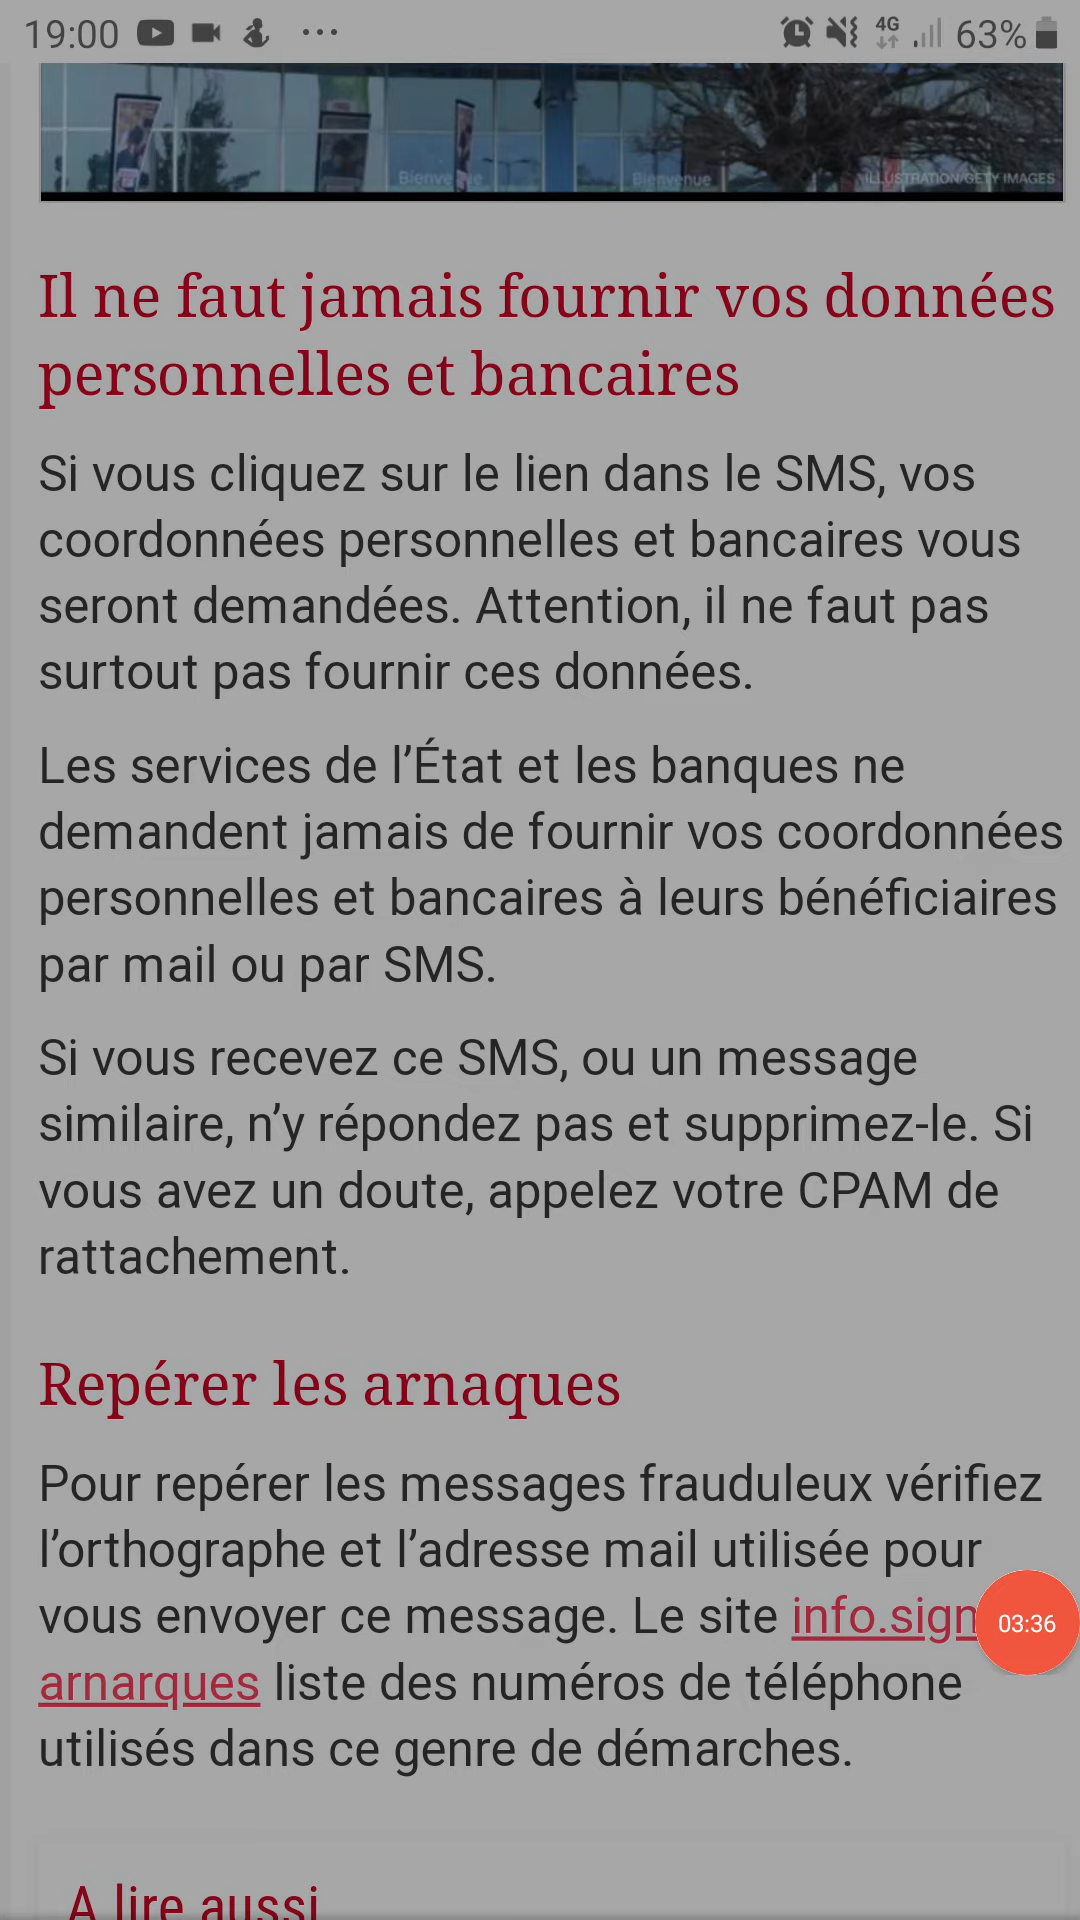 19:00
4G
63%
Bienvenue
Bienvenue
ILLUSTRATION/GETY IMAGES
Il ne faut jamais fournir vos données
personnelles et bancaires
Si vous cliquez sur le lien dans le SMS, vos
coordonnées personnelles et bancaires vous
seront demandées. Attention, il ne faut pas
surtout pas fournir ces données.
Les services de l’État et les banques ne
demandent jamais de fournir vos coordonnées
personnelles et bancaires à leurs bénéficiaires
par mail ou par SMS.
Si vous recevez ce SMS, ou un message
similaire, n’y répondez pas et supprimez-le. Si
vous avez un doute, appelez votre CPAM de
rattachement.
Repérer les arnaques
Pour repérer les messages frauduleux vérifiez
l’orthographe et l’adresse mail utilisée pour
vous envoyer ce message. Le site info.sign
03:36
arnarques liste des numéros de téléphone
utilisés dans ce genre de démarches.
A lire aussi